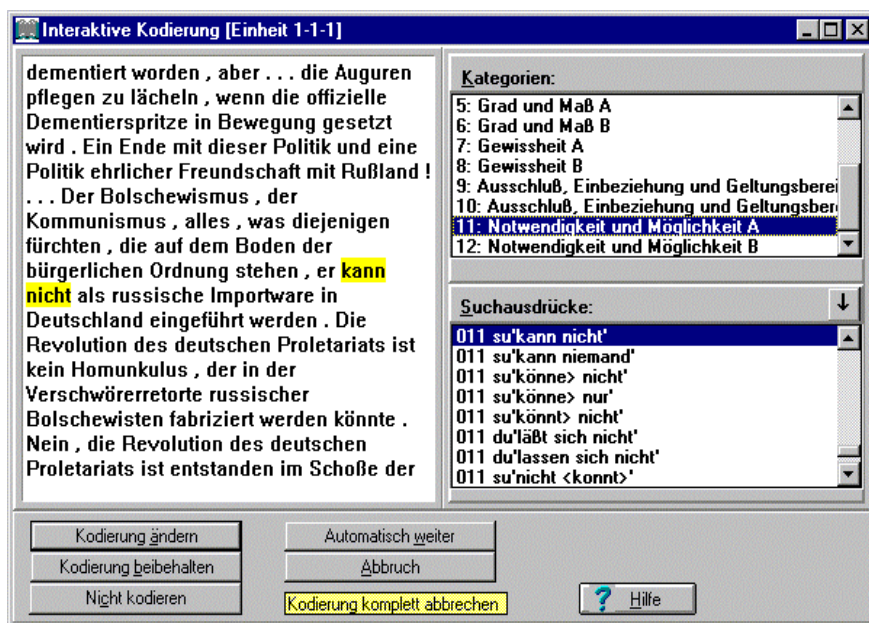 Interaktive Kodierung [Einheit 1-1-1]
dementiert worden , aber . . . die Auguren
pflegen zu lächeln , wenn die offizielle
Dementierspritze in Bewegung gesetzt
wird . Ein Ende mit dieser Politik und eine
Politik ehrlicher Freundschaft mit Rußland !
. . . Der Bolschewismus , der
Kommunismus , alles , was diejenigen
fürchten , die auf dem Boden der
bürgerlichen Ordnung stehen , er kann
nicht als russische Importware in
Deutschland eingeführt werden . Die
Revolution des deutschen Proletariats ist
kein Homunkulus , der in der
Verschwörerretorte russischer
Bolschewisten fabriziert werden könnte .
Nein , die Revolution des deutschen
Proletariats ist entstanden im Schoße der
Kategorien:
5: Grad und Maß A
6: Grad und Maß B
7: Gewissheit A
8: Gewissheit B
9: Ausschluß, Einbeziehung und Geltungsberei
10: Ausschluß, Einbeziehung und Geltungsber
11: Notwendigkeit und Möglichkeit A
12: Notwendigkeit und Möglichkeit B
Suchausdrücke:
011 su'kann nicht'
011 su'kann niemand'
011 su'könne> nicht'
011 su'könne> nur'
011 su'könnt> nicht'
011 du'läßt sich nicht'
011 du'lassen sich nicht'
011 su'nicht <konnt>'
Kodierung ändern
Automatisch weiter
Kodierung beibehalten
Abbruch
Nicht kodieren
Kodierung komplett abbrechen
? Hilfe